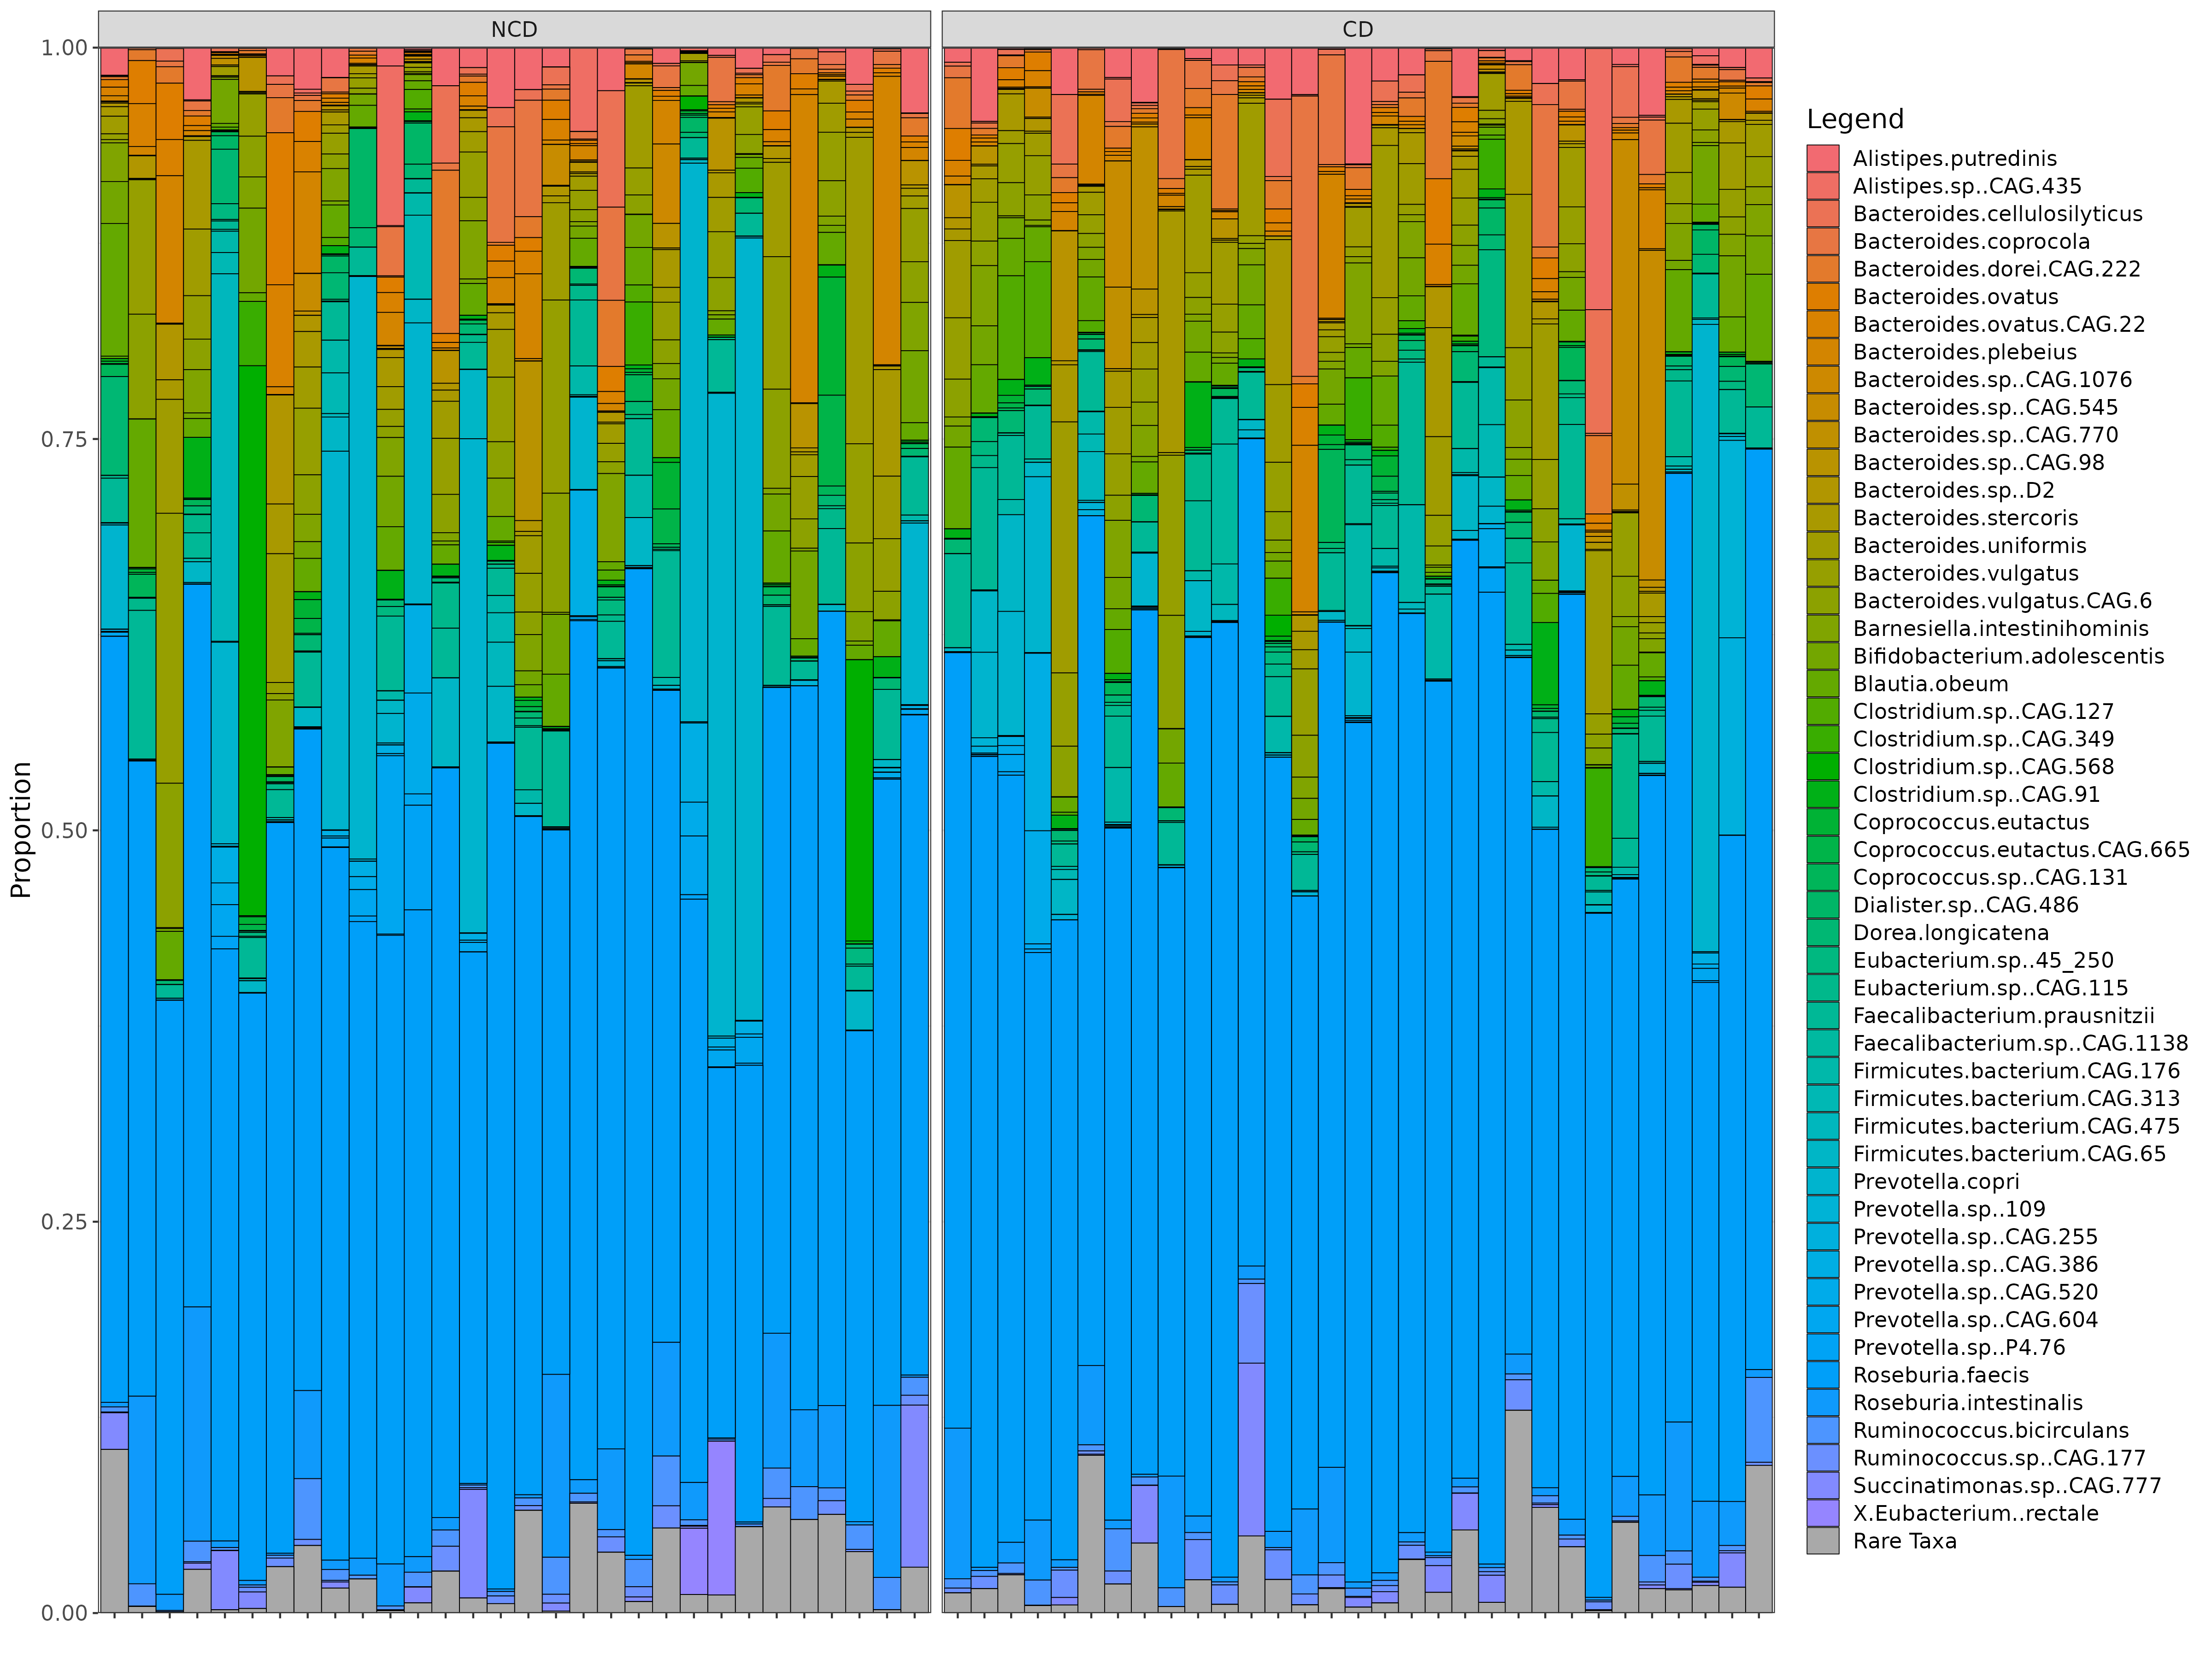 NCD
CD
1.00
0.75
0.50
0.25
0.00
Proportion
Legend
Alistipes.putredinis
Alistipes.sp..CAG.435
Bacteroides.cellulosilyticus
Bacteroides.coprocola
Bacteroides.dorei.CAG.222
Bacteroides.ovatus
Bacteroides.ovatus.CAG.22
Bacteroides.plebeius
Bacteroides.sp..CAG.1076
Bacteroides.sp..CAG.545
Bacteroides.sp..CAG.770
Bacteroides.sp..CAG.98
Bacteroides.sp..D2
Bacteroides.stercoris
Bacteroides.uniformis
Bacteroides.vulgatus
Bacteroides.vulgatus.CAG.6
Barnesiella.intestinihominis
Bifidobacterium.adolescentis
Blautia.obeum
Clostridium.sp..CAG.127
Clostridium.sp..CAG.349
Clostridium.sp..CAG.568
Clostridium.sp..CAG.91
Coprococcus.eutactus
Coprococcus.eutactus.CAG.665
Coprococcus.sp..CAG.131
Dialister.sp..CAG.486
Dorea.longicatena
Eubacterium.sp..45_250
Eubacterium.sp..CAG.115
Faecalibacterium.prausnitzii
Faecalibacterium.sp..CAG.1138
Firmicutes.bacterium.CAG.176
Firmicutes.bacterium.CAG.313
Firmicutes.bacterium.CAG.475
Firmicutes.bacterium.CAG.65
Prevotella.copri
Prevotella.sp..109
Prevotella.sp..CAG.255
Prevotella.sp..CAG.386
Prevotella.sp..CAG.520
Prevotella.sp..CAG.604
Prevotella.sp..P4.76
Roseburia.faecis
Roseburia.intestinalis
Ruminococcus.bicirculans
Ruminococcus.sp..CAG.177
Succinatimonas.sp..CAG.777
X.Eubacterium..rectale
Rare Taxa